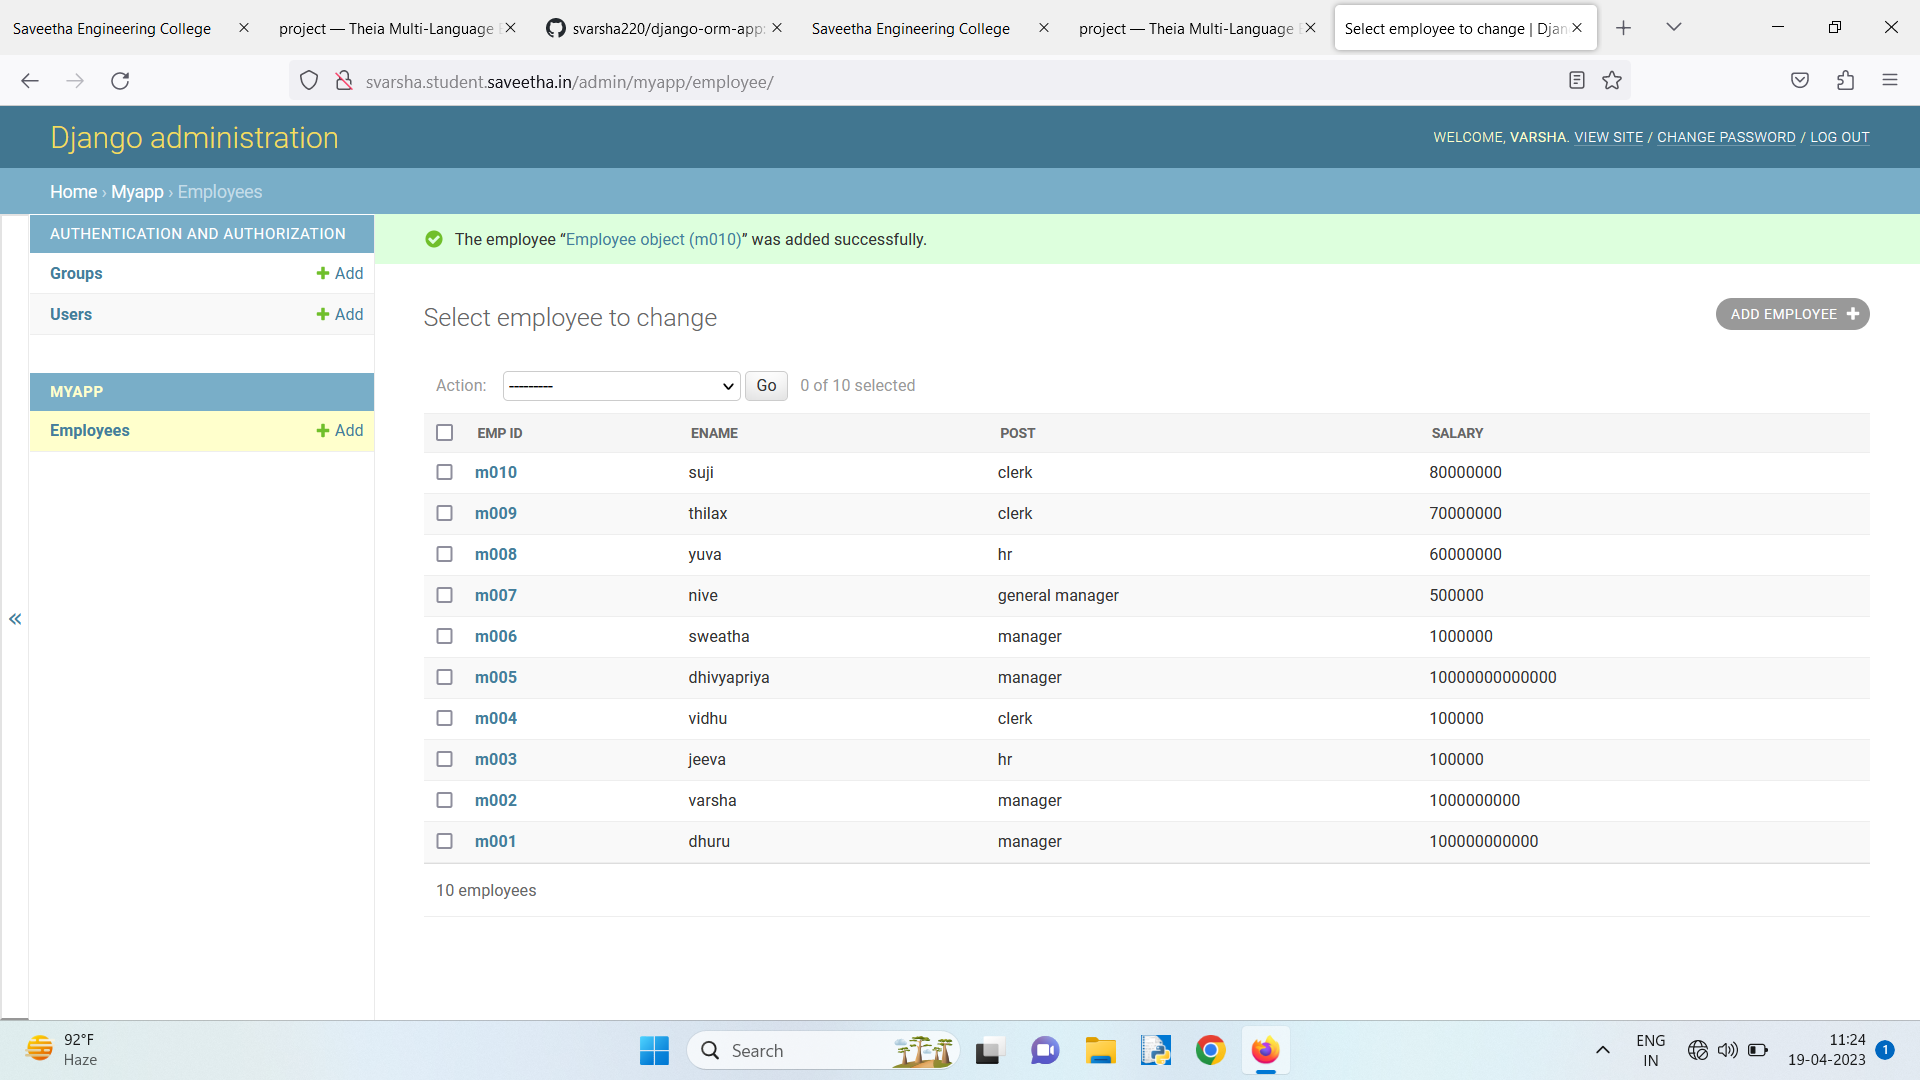 Saveetha Engineering College
project — Theia Multi-Language
svarsha220/django-orm-app:
Saveetha Engineering College
project — Theia Multi-Language
Select employee to change | Djan
svarsha.student.saveetha.in/admin/myapp/employee/
Django administration
WELCOME, VARSHA. VIEW SITE / CHANGE PASSWORD / LOG OUT
Home › Myapp › Employees
AUTHENTICATION AND AUTHORIZATION
Groups + Add
Users + Add
MYAPP
Employees + Add
The employee “Employee object (m010)” was added successfully.
Select employee to change
ADD EMPLOYEE +
Action: --------- Go 0 of 10 selected
EMP ID ENAME POST SALARY
m010 suji clerk 80000000
m009 thilax clerk 70000000
m008 yuva hr 60000000
m007 nive general manager 500000
m006 sweatha manager 1000000
m005 dhivyapriya manager 10000000000000
m004 vidhu clerk 100000
m003 jeeva hr 100000
m002 varsha manager 1000000000
m001 dhuru manager 100000000000
10 employees
«
92°F
Haze
Search
ENG
IN
11:24
19-04-2023
1